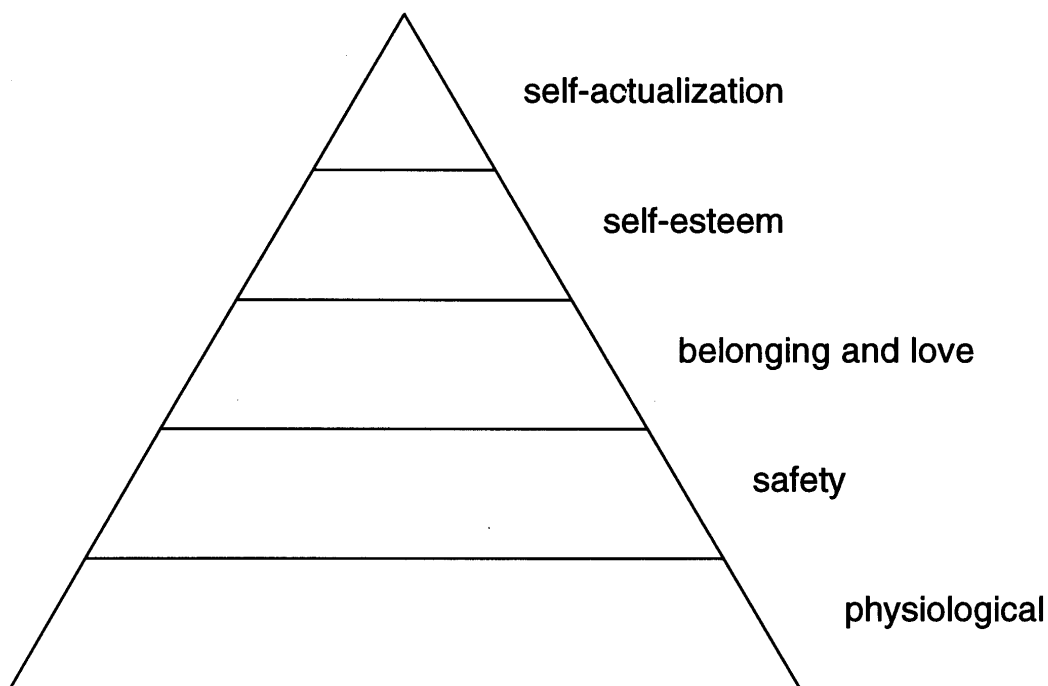 self-actualization
self-esteem
belonging and love
safety
physiological